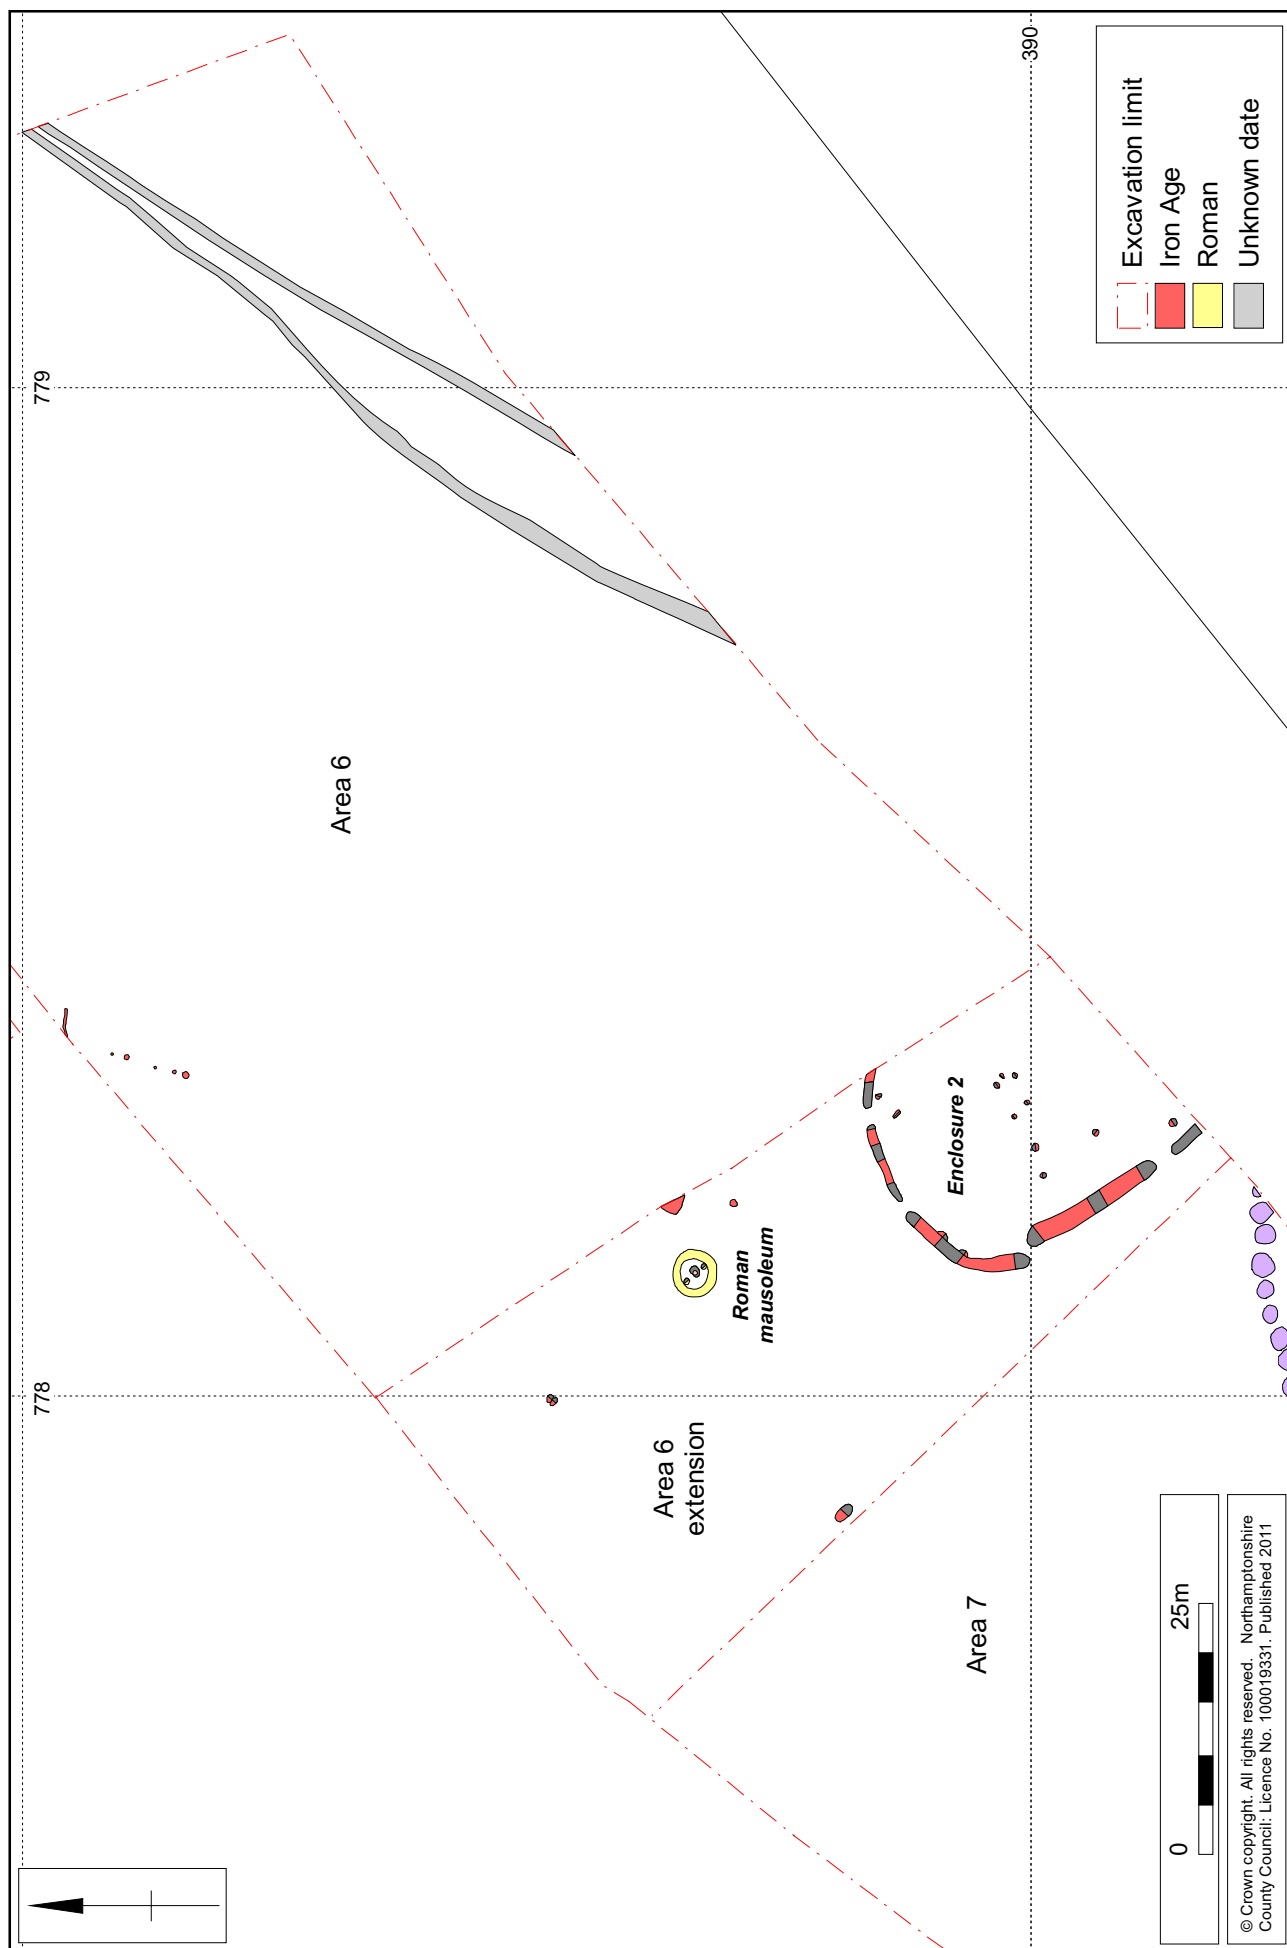 778
779
390
Area 6
Area 6
extension
Roman
mausoleum
Enclosure 2
Area 7
Excavation limit
Iron Age
Roman
Unknown date
0
25m
© Crown copyright. All rights reserved. Northamptonshire
County Council: Licence No. 100019331. Published 2011